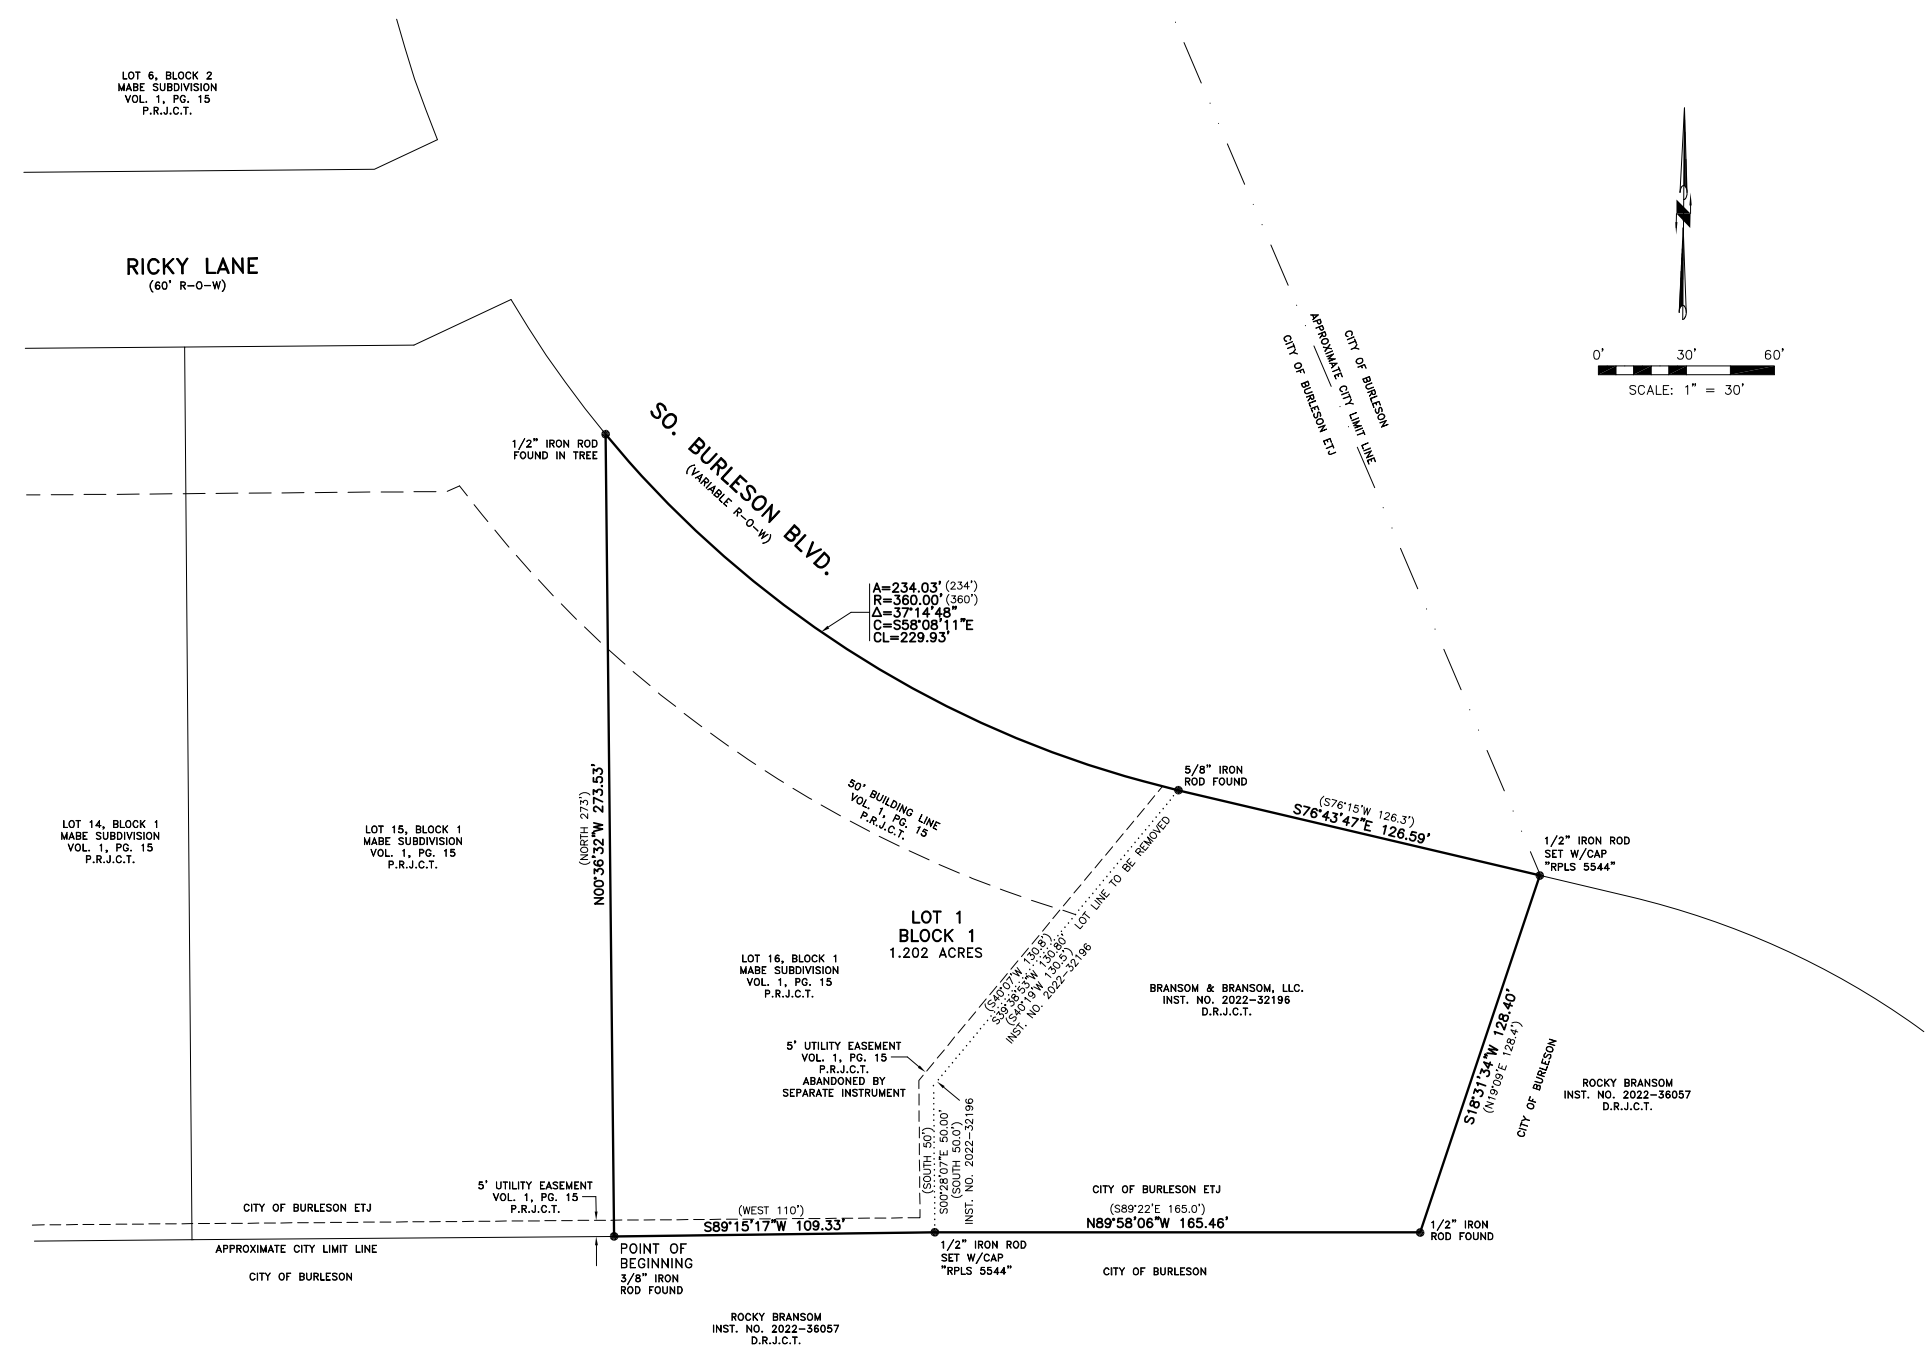 LOT 6, BLOCK 2
MABE SUBDIVISION
VOL. 1, PG. 15
P.R.J.C.T.
RICKY LANE
(60' R-O-W)
0' 30' 60'
SCALE: 1" = 30'
CITY OF BURLESON
APPROXIMATE CITY LIMIT LINE
CITY OF BURLESON ETJ
1/2" IRON ROD
FOUND IN TREE
SO. BURLESON BLVD.
(VARIABLE R-O-W)
A=234.03' (234')
R=360.00' (360')
Δ=37°14'48"
C=S58°08'11"E
CL=229.93'
5/8" IRON
ROD FOUND
(S76°15'W 126.3')
S76°43'47"E 126.59'
1/2" IRON ROD
SET W/CAP
"RPLS 5544"
50' BUILDING LINE
VOL. 1, PG. 15
P.R.J.C.T.
LOT 14, BLOCK 1
MABE SUBDIVISION
VOL. 1, PG. 15
P.R.J.C.T.
LOT 15, BLOCK 1
MABE SUBDIVISION
VOL. 1, PG. 15
P.R.J.C.T.
(NORTH 273')
N00°36'32"W 273.53'
LOT 1
BLOCK 1
1.202 ACRES
LOT 16, BLOCK 1
MABE SUBDIVISION
VOL. 1, PG. 15
P.R.J.C.T.
LOT LINE TO BE REMOVED
(S40°07'W 130.8')
S39°38'53"W 130.80'
(S40°19'W 130.5')
INST. NO. 2022-32196
BRANSOM & BRANSOM, LLC.
INST. NO. 2022-32196
D.R.J.C.T.
S18°31'34"W 128.40'
(N19°09'E 128.4')
CITY OF BURLESON
ROCKY BRANSOM
INST. NO. 2022-36057
D.R.J.C.T.
5' UTILITY EASEMENT
VOL. 1, PG. 15
P.R.J.C.T.
ABANDONED BY
SEPARATE INSTRUMENT
(SOUTH 50')
S00°28'07"E 50.00'
(SOUTH 50.0')
INST. NO. 2022-32196
5' UTILITY EASEMENT
VOL. 1, PG. 15
P.R.J.C.T.
CITY OF BURLESON ETJ
APPROXIMATE CITY LIMIT LINE
CITY OF BURLESON
(WEST 110')
S89°15'17"W 109.33'
CITY OF BURLESON ETJ
(S89°22'E 165.0')
N89°58'06"W 165.46'
1/2" IRON
ROD FOUND
POINT OF
BEGINNING
3/8" IRON
ROD FOUND
1/2" IRON ROD
SET W/CAP
"RPLS 5544"
CITY OF BURLESON
ROCKY BRANSOM
INST. NO. 2022-36057
D.R.J.C.T.